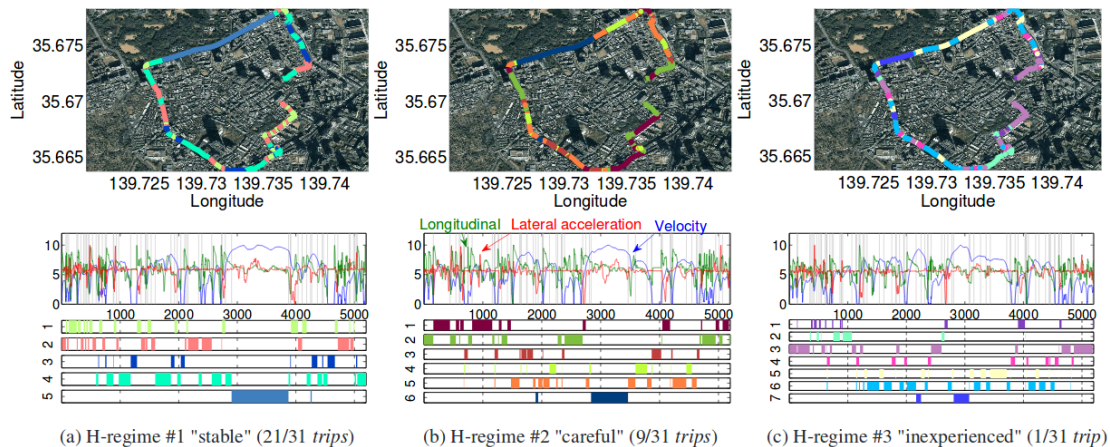 Latitude
35.675
35.67
35.665
139.725 139.73 139.735 139.74
Longitude
10
5
0
1000 2000 3000 4000 5000
1
2
3
4
5
(a) H-regime #1 "stable" (21/31 trips)
Latitude
35.675
35.67
35.665
139.725 139.73 139.735 139.74
Longitude
Longitudinal Lateral acceleration Velocity
10
5
0
1000 2000 3000 4000 5000
1
2
3
4
5
6
(b) H-regime #2 "careful" (9/31 trips)
Latitude
35.675
35.67
35.665
139.725 139.73 139.735 139.74
Longitude
10
5
0
1000 2000 3000 4000 5000
1
2
3
4
5
6
7
(c) H-regime #3 "inexperienced" (1/31 trip)